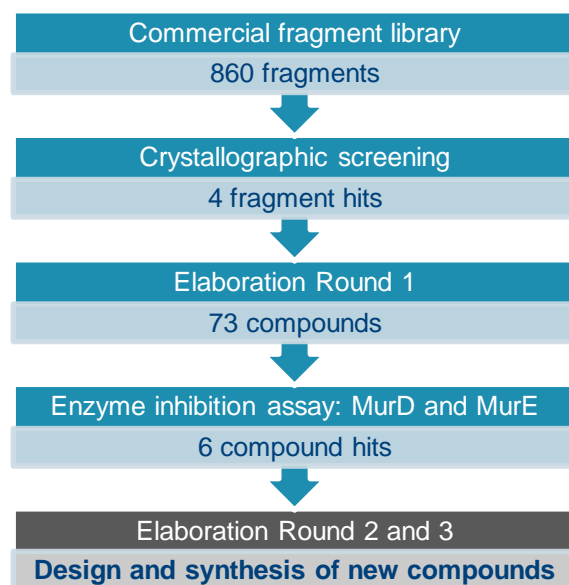 Commercial fragment library
860 fragments
Crystallographic screening
4 fragment hits
Elaboration Round 1
73 compounds
Enzyme inhibition assay: MurD and MurE
6 compound hits
Elaboration Round 2 and 3
Design and synthesis of new compounds